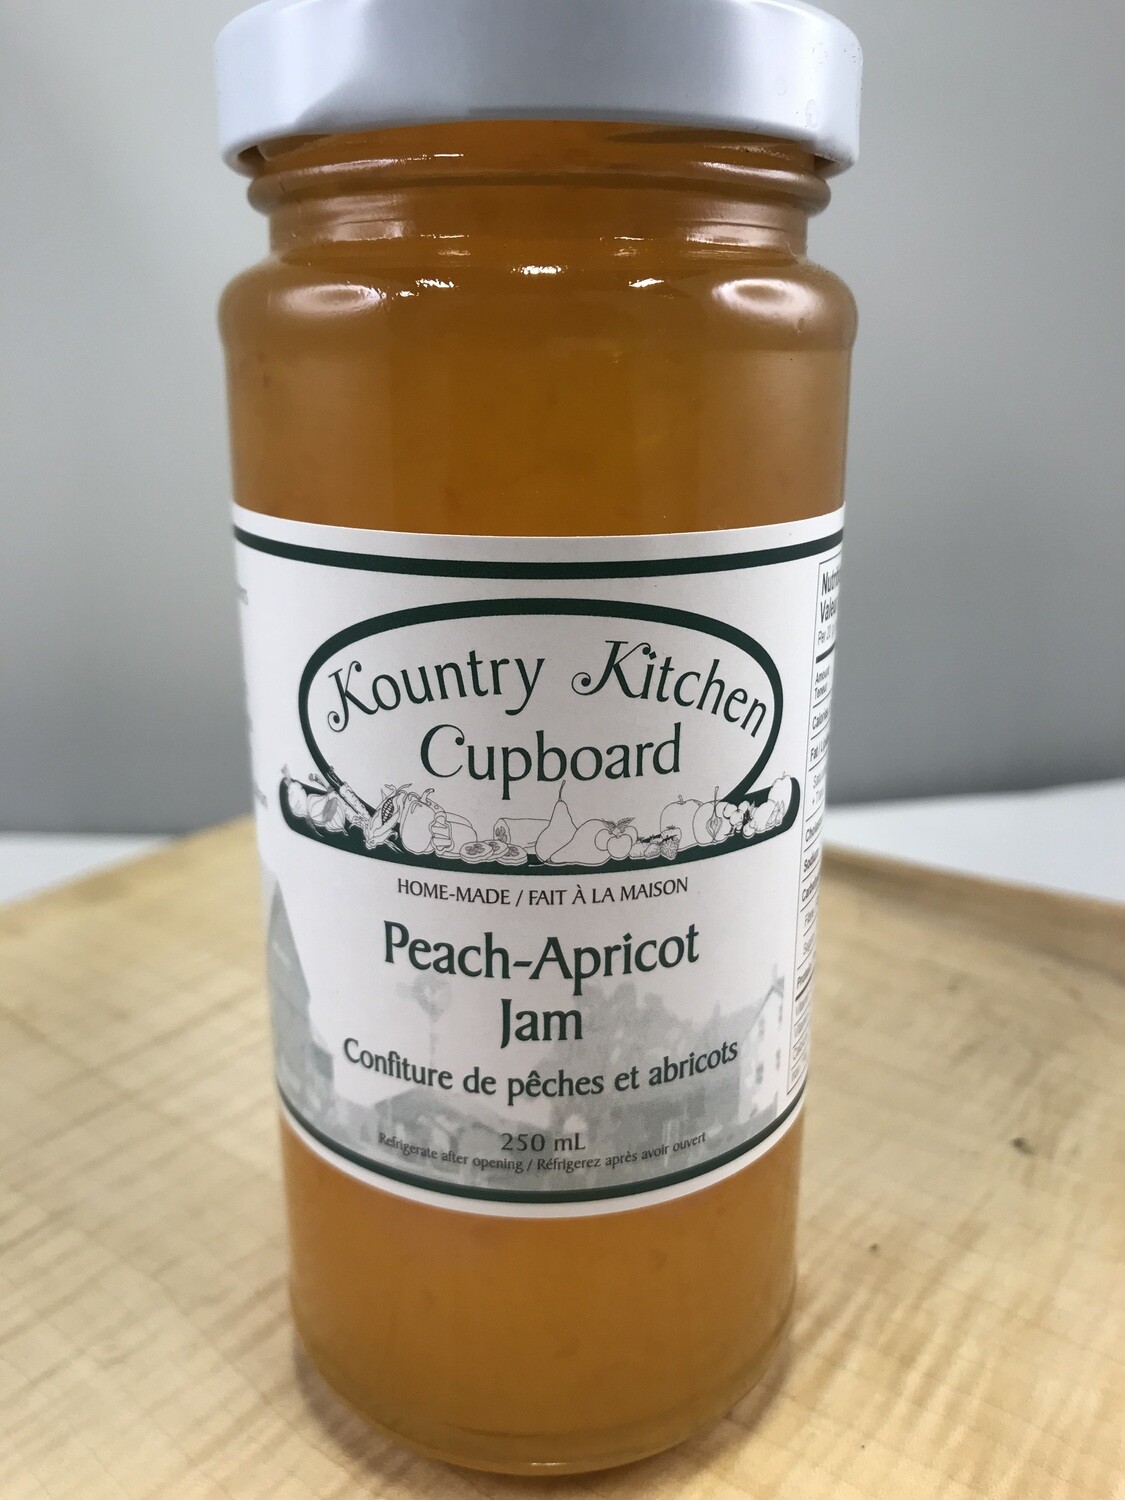 Kountry Kitchen
Cupboard
HOME-MADE / FAIT À LA MAISON
Peach-Apricot
Jam
Confiture de pêches et abricots
250 mL
Refrigerate after opening / Réfrigerez après avoir ouvert
Per